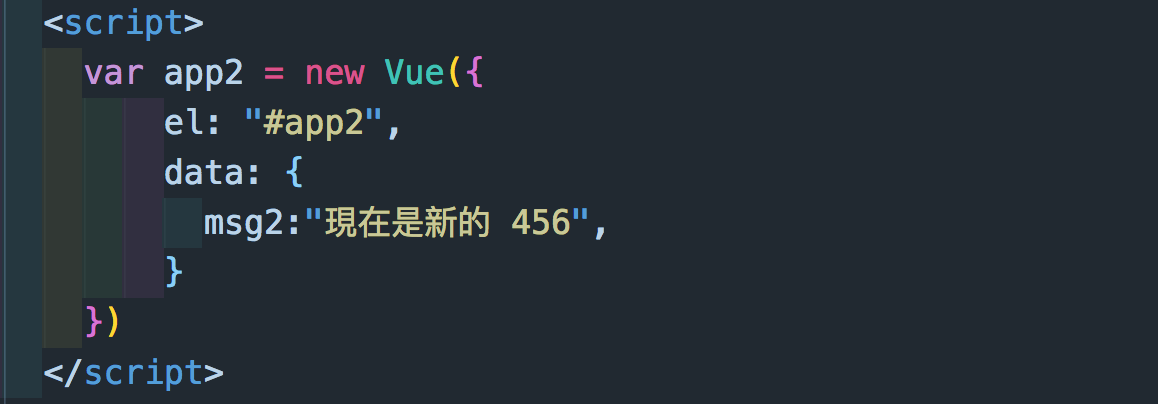 <script>
  var app2 = new Vue({
      el: "#app2",
      data: {
        msg2:"現在是新的 456",
      }
  })
</script>